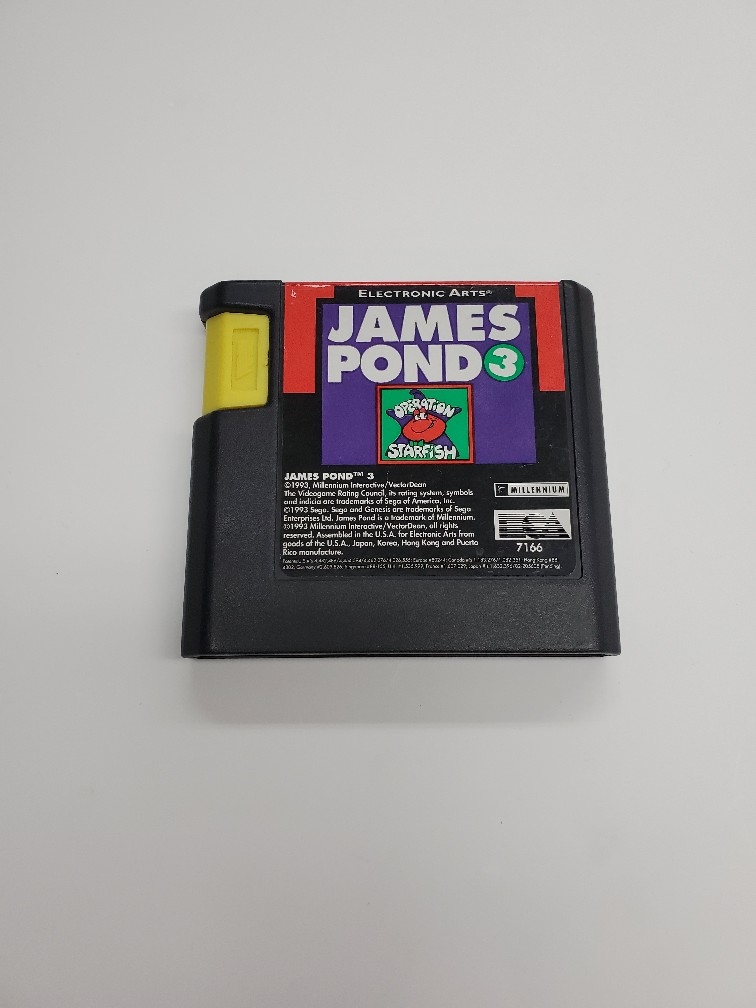 ELECTRONIC ARTS®
JAMES
POND 3
OPERATION
STARFISH
JAMES POND™ 3
©1993, Millennium Interactive/VectorDean
The Videogame Rating Council, its rating system, symbols
and indicia are trademarks of Sega of America, Inc.
©1993 Sega. Sega and Genesis are trademarks of Sega
Enterprises Ltd. James Pond is a trademark of Millennium.
©1993 Millennium Interactive/VectorDean, all rights
reserved. Assembled in the U.S.A. for Electronic Arts from
goods of the U.S.A., Japan, Korea, Hong Kong and Puerto
Rico manufacture.
MILLENNIUM
7166